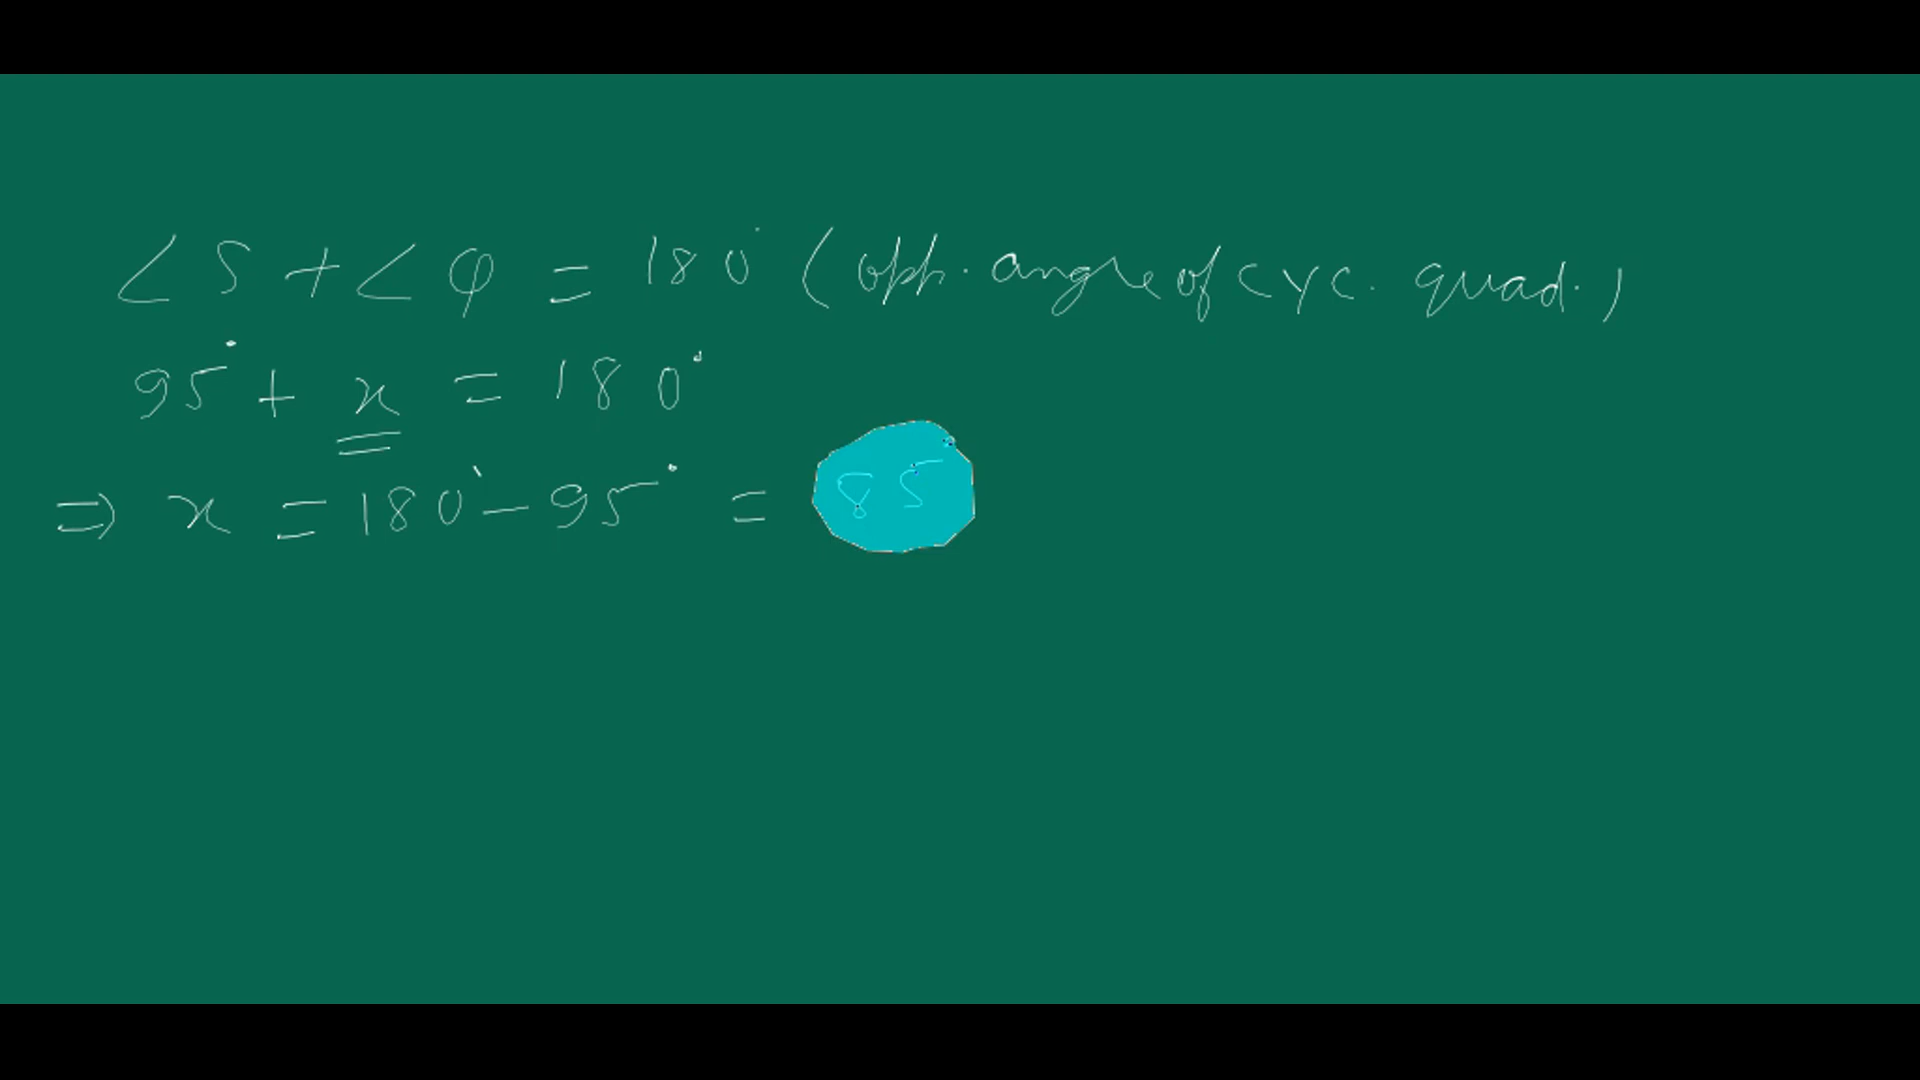 ∠S + ∠Q = 180° (opp. angle of cyc. quad.)
95° + x = 180°
⇒ x = 180° - 95° = 85°